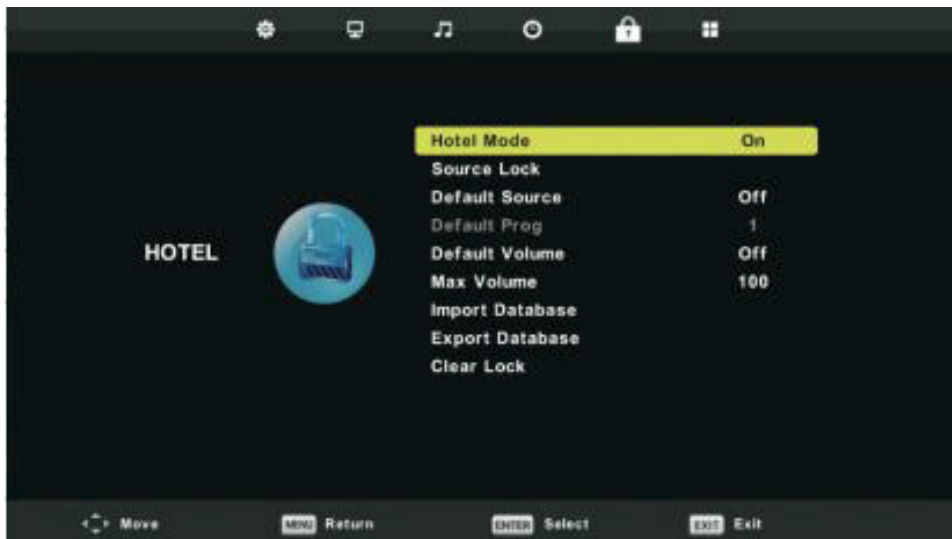 Hotel Mode On
Source Lock
Default Source Off
Default Prog 1
HOTEL
Default Volume Off
Max Volume 100
Import Database
Export Database
Clear Lock
Move MENU Return ENTER Select EXIT Exit